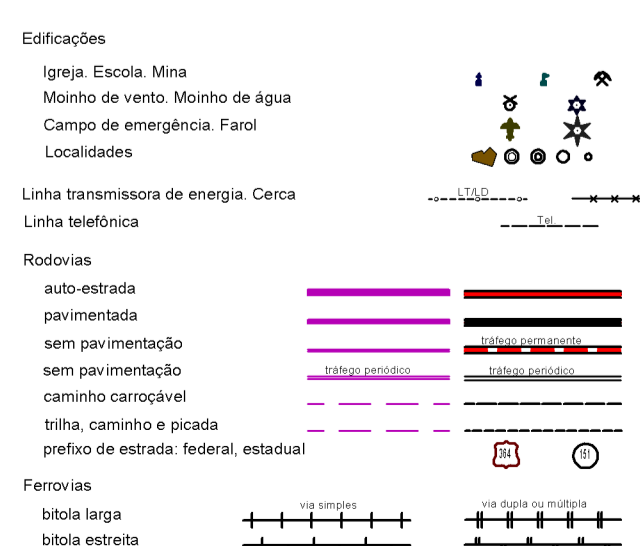 Edificações
Igreja. Escola. Mina
Moinho de vento. Moinho de água
Campo de emergência. Farol
Localidades
Linha transmissora de energia. Cerca LT/LD
Linha telefônica Tel.
Rodovias
auto-estrada
pavimentada
sem pavimentação tráfego permanente
sem pavimentação tráfego periódico tráfego periódico
caminho carroçável
trilha, caminho e picada
prefixo de estrada: federal, estadual 364 151
Ferrovias
bitola larga via simples via dupla ou múltipla
bitola estreita